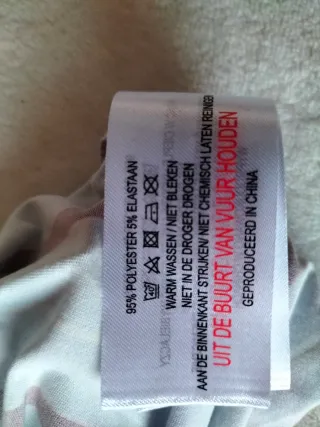 95% POLYESTER 5% ELASTAAN
WARM WASSEN / NIET BLEKEN
NIET IN DE DROGER DROGEN
AAN DE BINNENKANT STRIJKEN/ NIET CHEMISCH LATEN REINIGEN
UIT DE BUURT VAN VUUR HOUDEN
GEPRODUCEERD IN CHINA